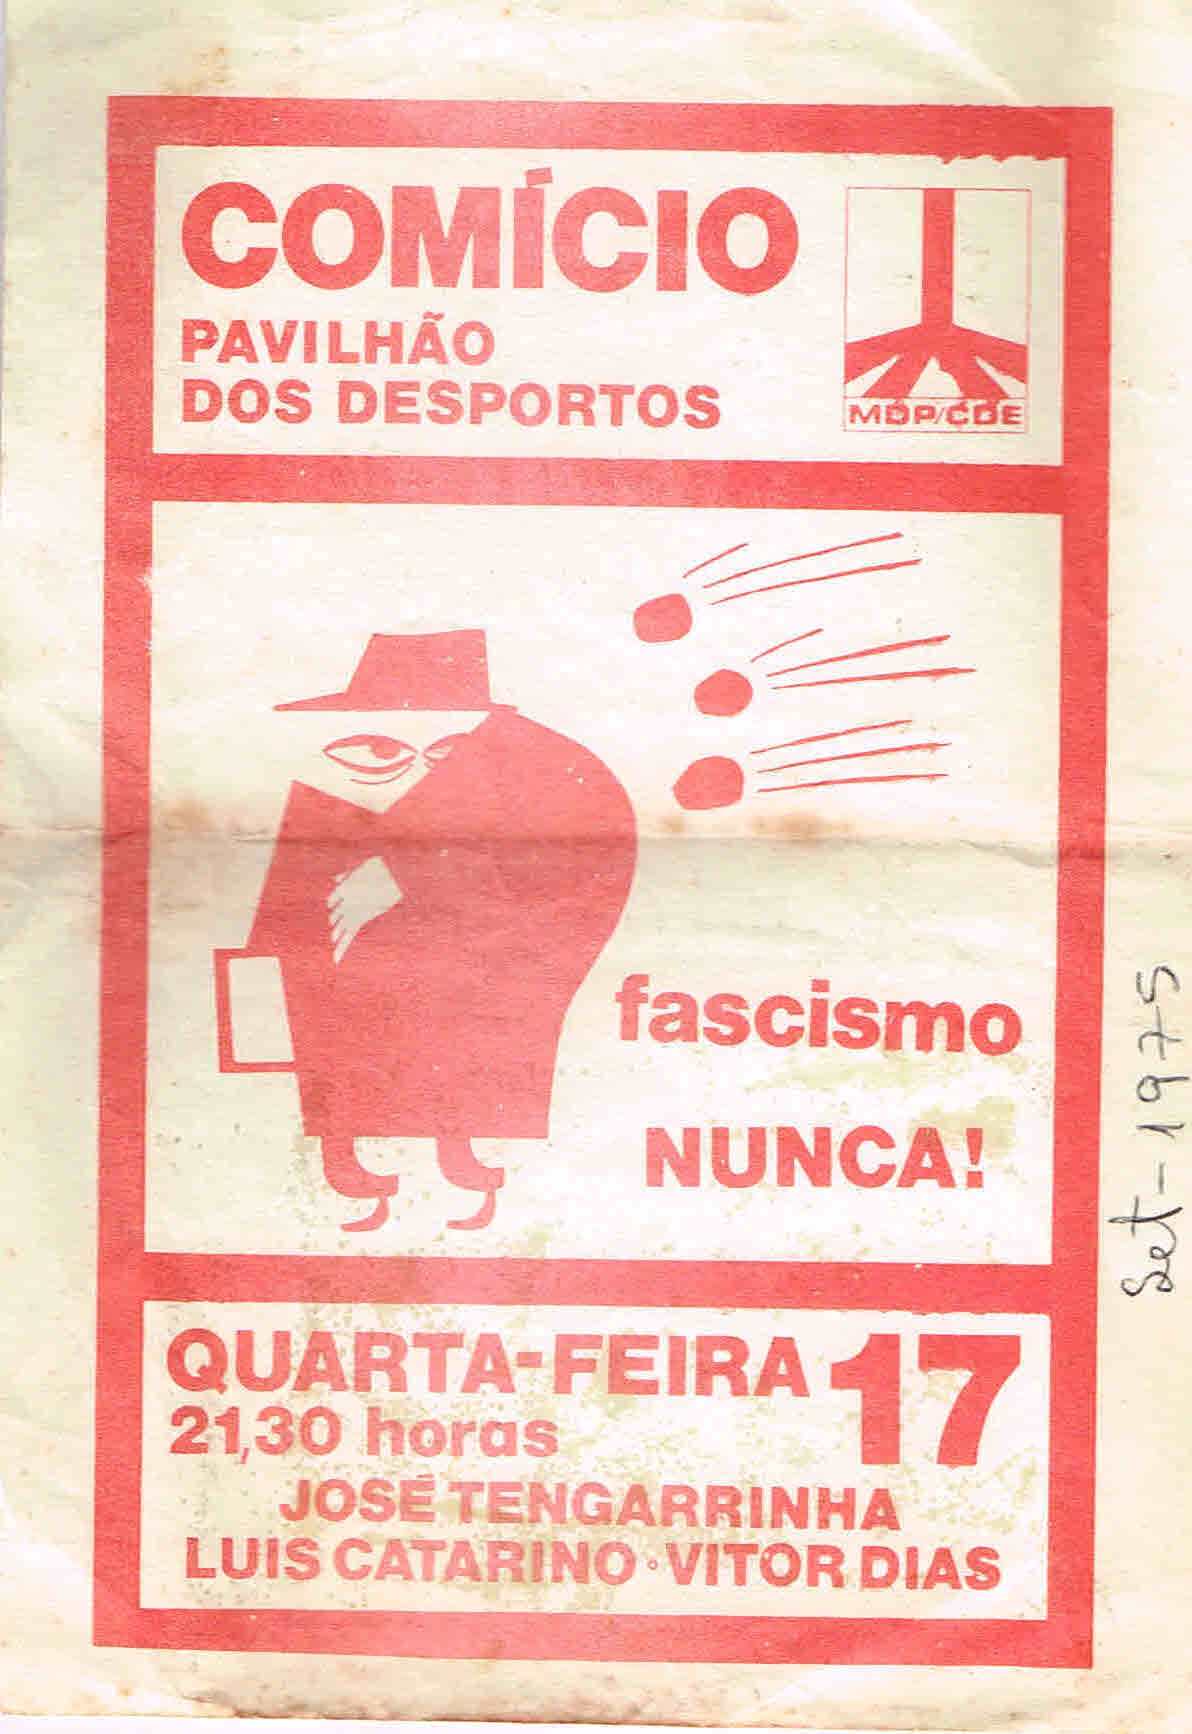 COMÍCIO
PAVILHÃO
DOS DESPORTOS
MDP/CDE
fascismo
NUNCA!
QUARTA-FEIRA 17
21,30 horas
JOSÉ TENGARRINHA
LUIS CATARINO • VITOR DIAS
Set-1975